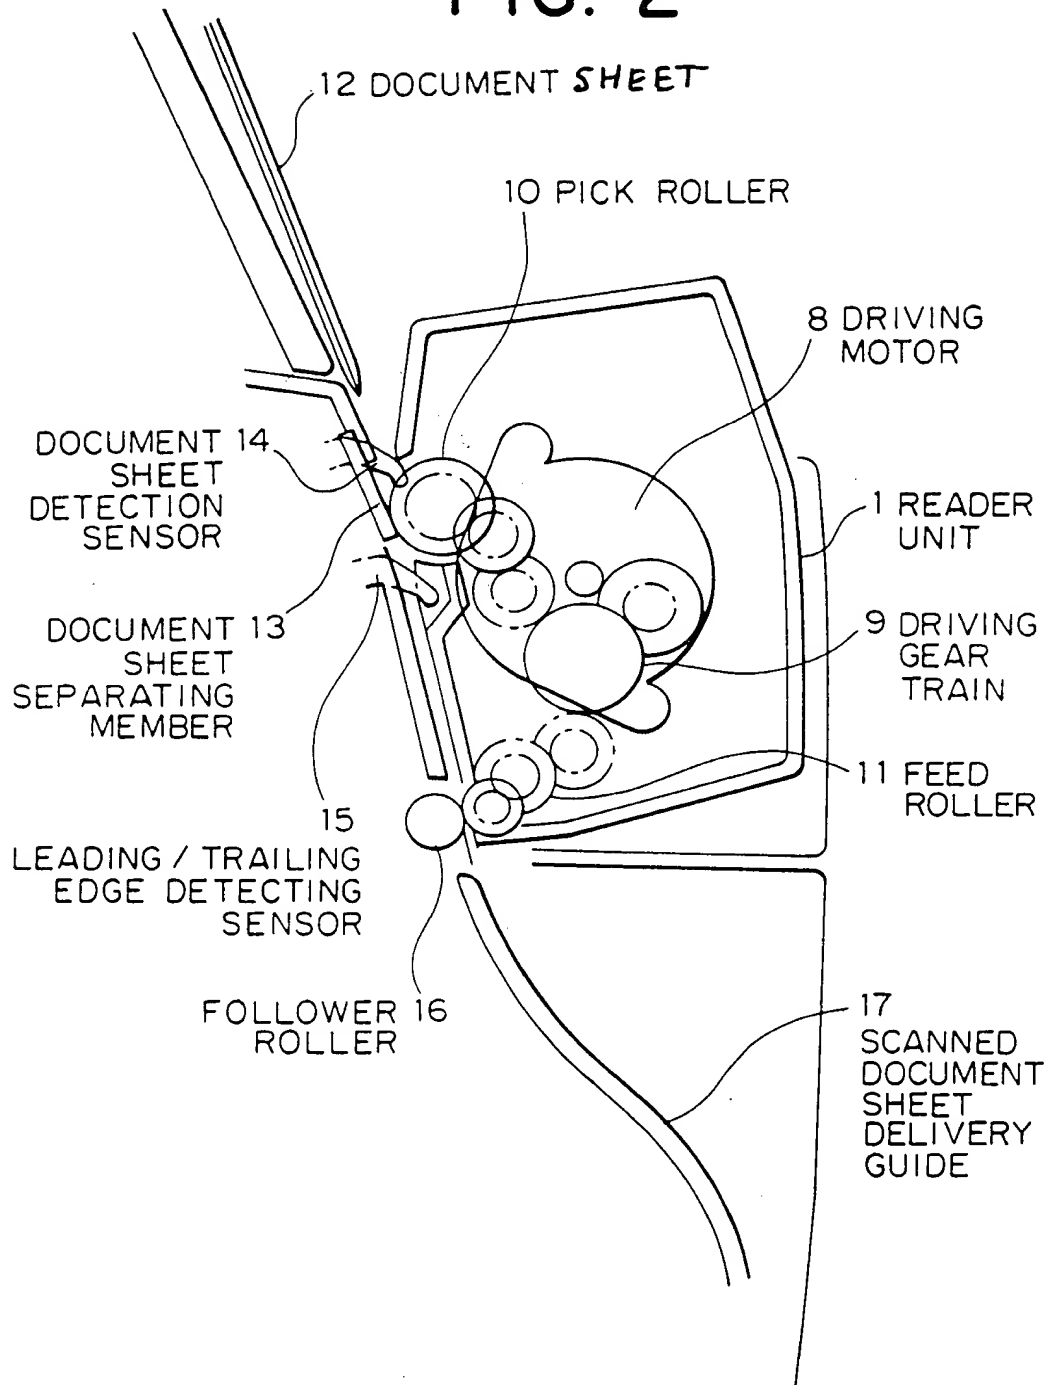 FIG. 2
12 DOCUMENT SHEET
10 PICK ROLLER
8 DRIVING
MOTOR
DOCUMENT 14
SHEET
DETECTION
SENSOR
1 READER
UNIT
DOCUMENT 13
SHEET
SEPARATING
MEMBER
9 DRIVING
GEAR
TRAIN
11 FEED
ROLLER
15
LEADING / TRAILING
EDGE DETECTING
SENSOR
FOLLOWER 16
ROLLER
17
SCANNED
DOCUMENT
SHEET
DELIVERY
GUIDE